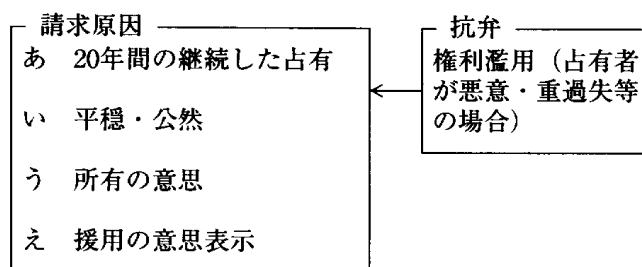 請求原因
あ 20年間の継続した占有
い 平穏・公然
う 所有の意思
え 援用の意思表示
抗弁
権利濫用（占有者
が悪意・重過失等
の場合）